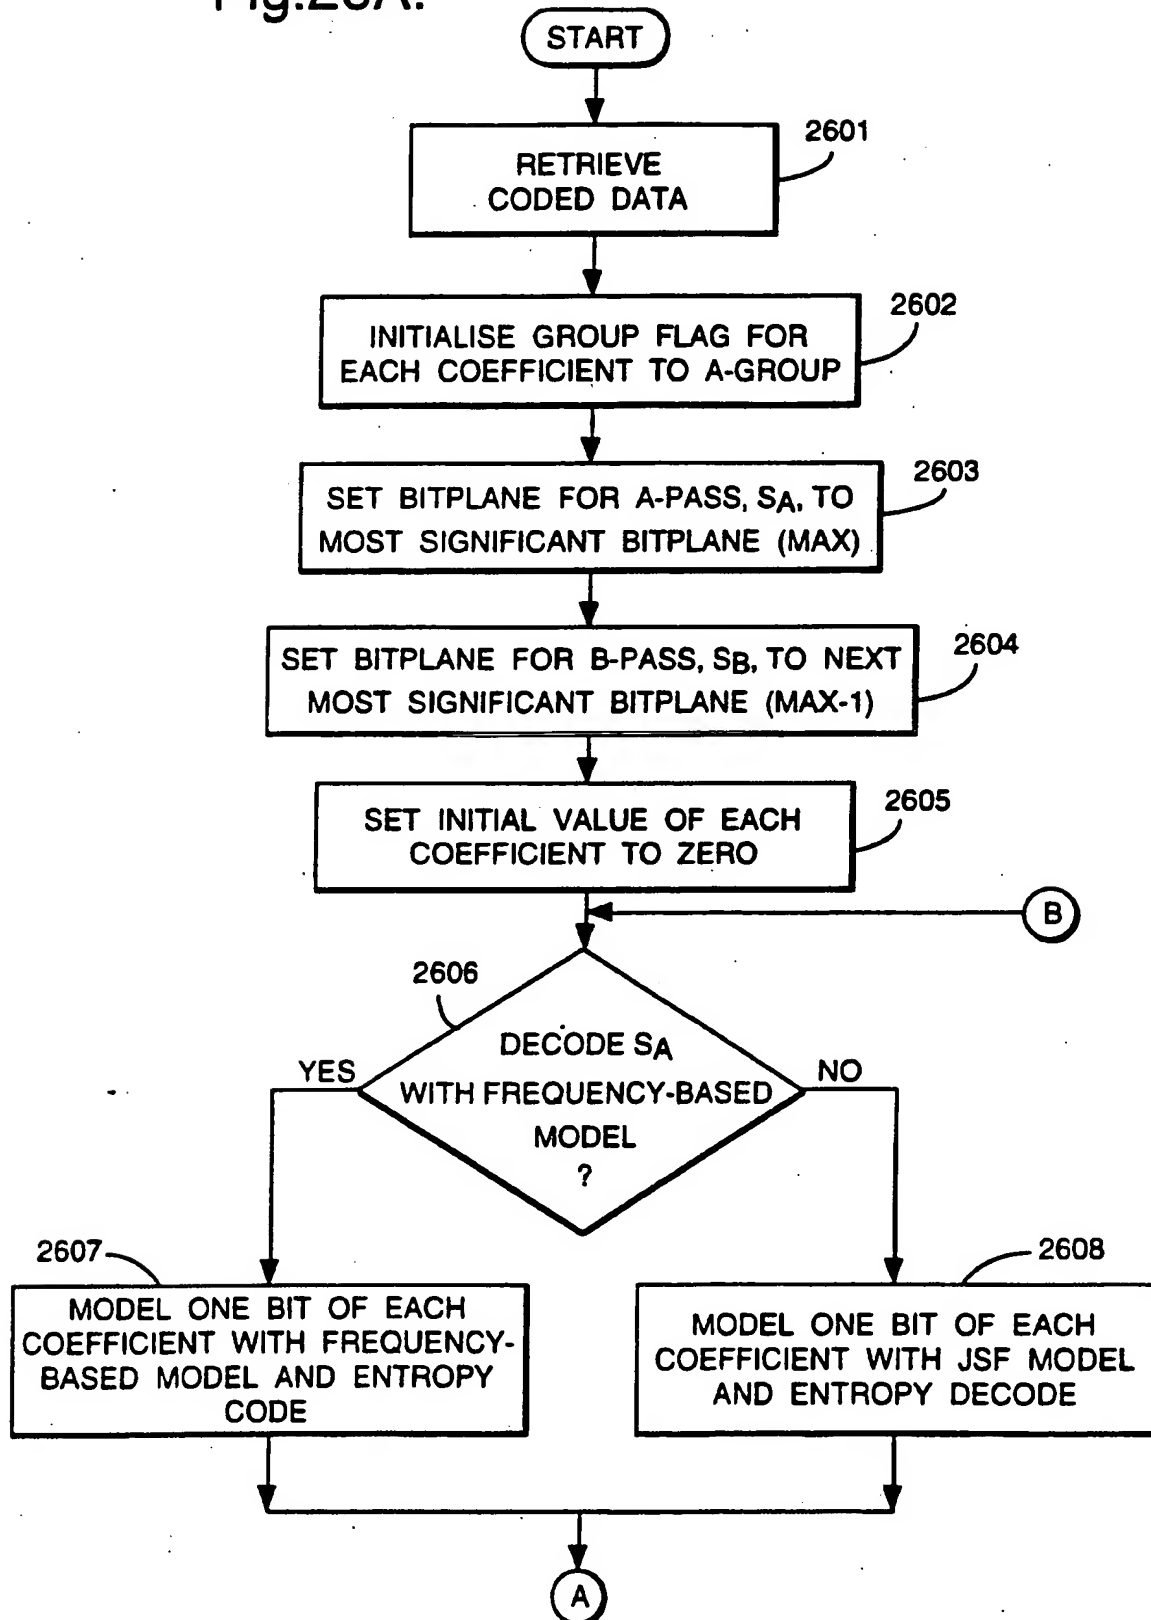 Fig.26A.
START
2601
RETRIEVE
CODED DATA
2602
INITIALISE GROUP FLAG FOR
EACH COEFFICIENT TO A-GROUP
2603
SET BITPLANE FOR A-PASS, SA, TO
MOST SIGNIFICANT BITPLANE (MAX)
2604
SET BITPLANE FOR B-PASS, SB, TO NEXT
MOST SIGNIFICANT BITPLANE (MAX-1)
2605
SET INITIAL VALUE OF EACH
COEFFICIENT TO ZERO
B
2606
DECODE SA
WITH FREQUENCY-BASED
MODEL
?
YES
NO
2607
MODEL ONE BIT OF EACH
COEFFICIENT WITH FREQUENCY-
BASED MODEL AND ENTROPY
CODE
2608
MODEL ONE BIT OF EACH
COEFFICIENT WITH JSF MODEL
AND ENTROPY DECODE
A